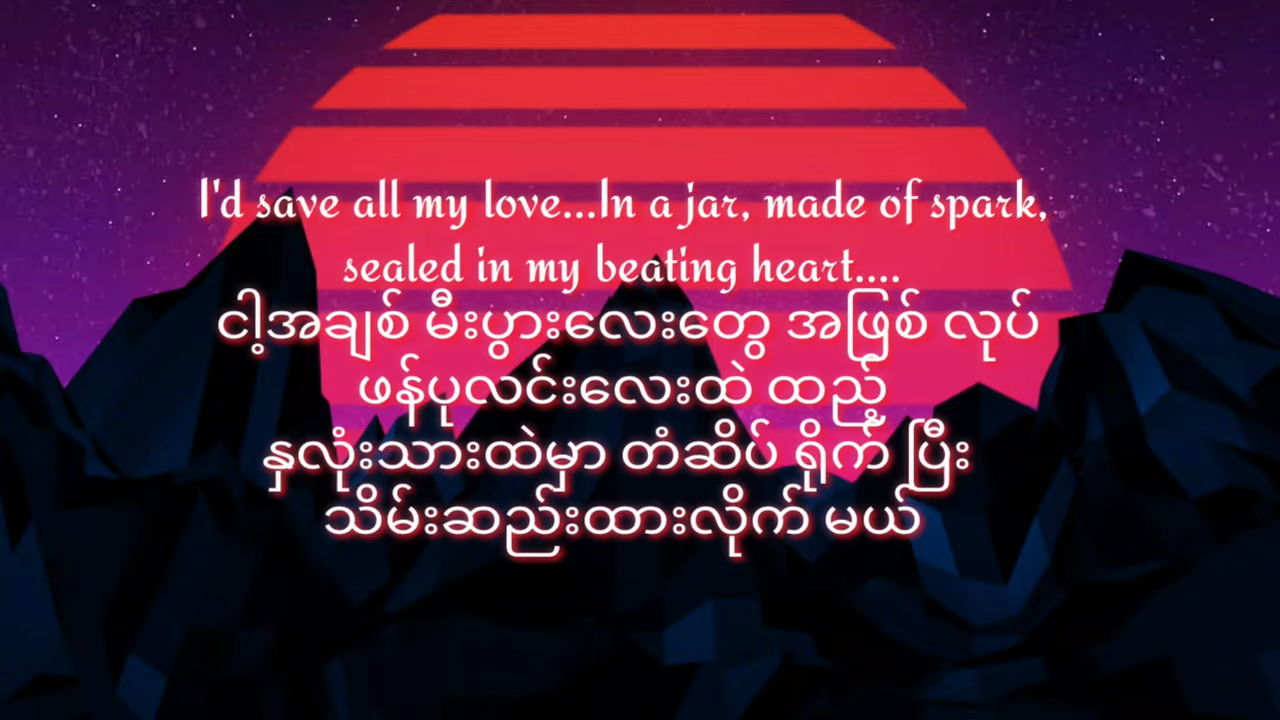 I'd save all my love...In a jar, made of spark,
sealed in my beating heart....
ငါ့အချစ် မီးပွားလေးတွေ အဖြစ် လုပ်
ဖန်ပုလင်းလေးထဲ ထည့်
နှလုံးသားထဲမှာ တံဆိပ် ရိုက် ပြီး
သိမ်းဆည်းထားလိုက် မယ်